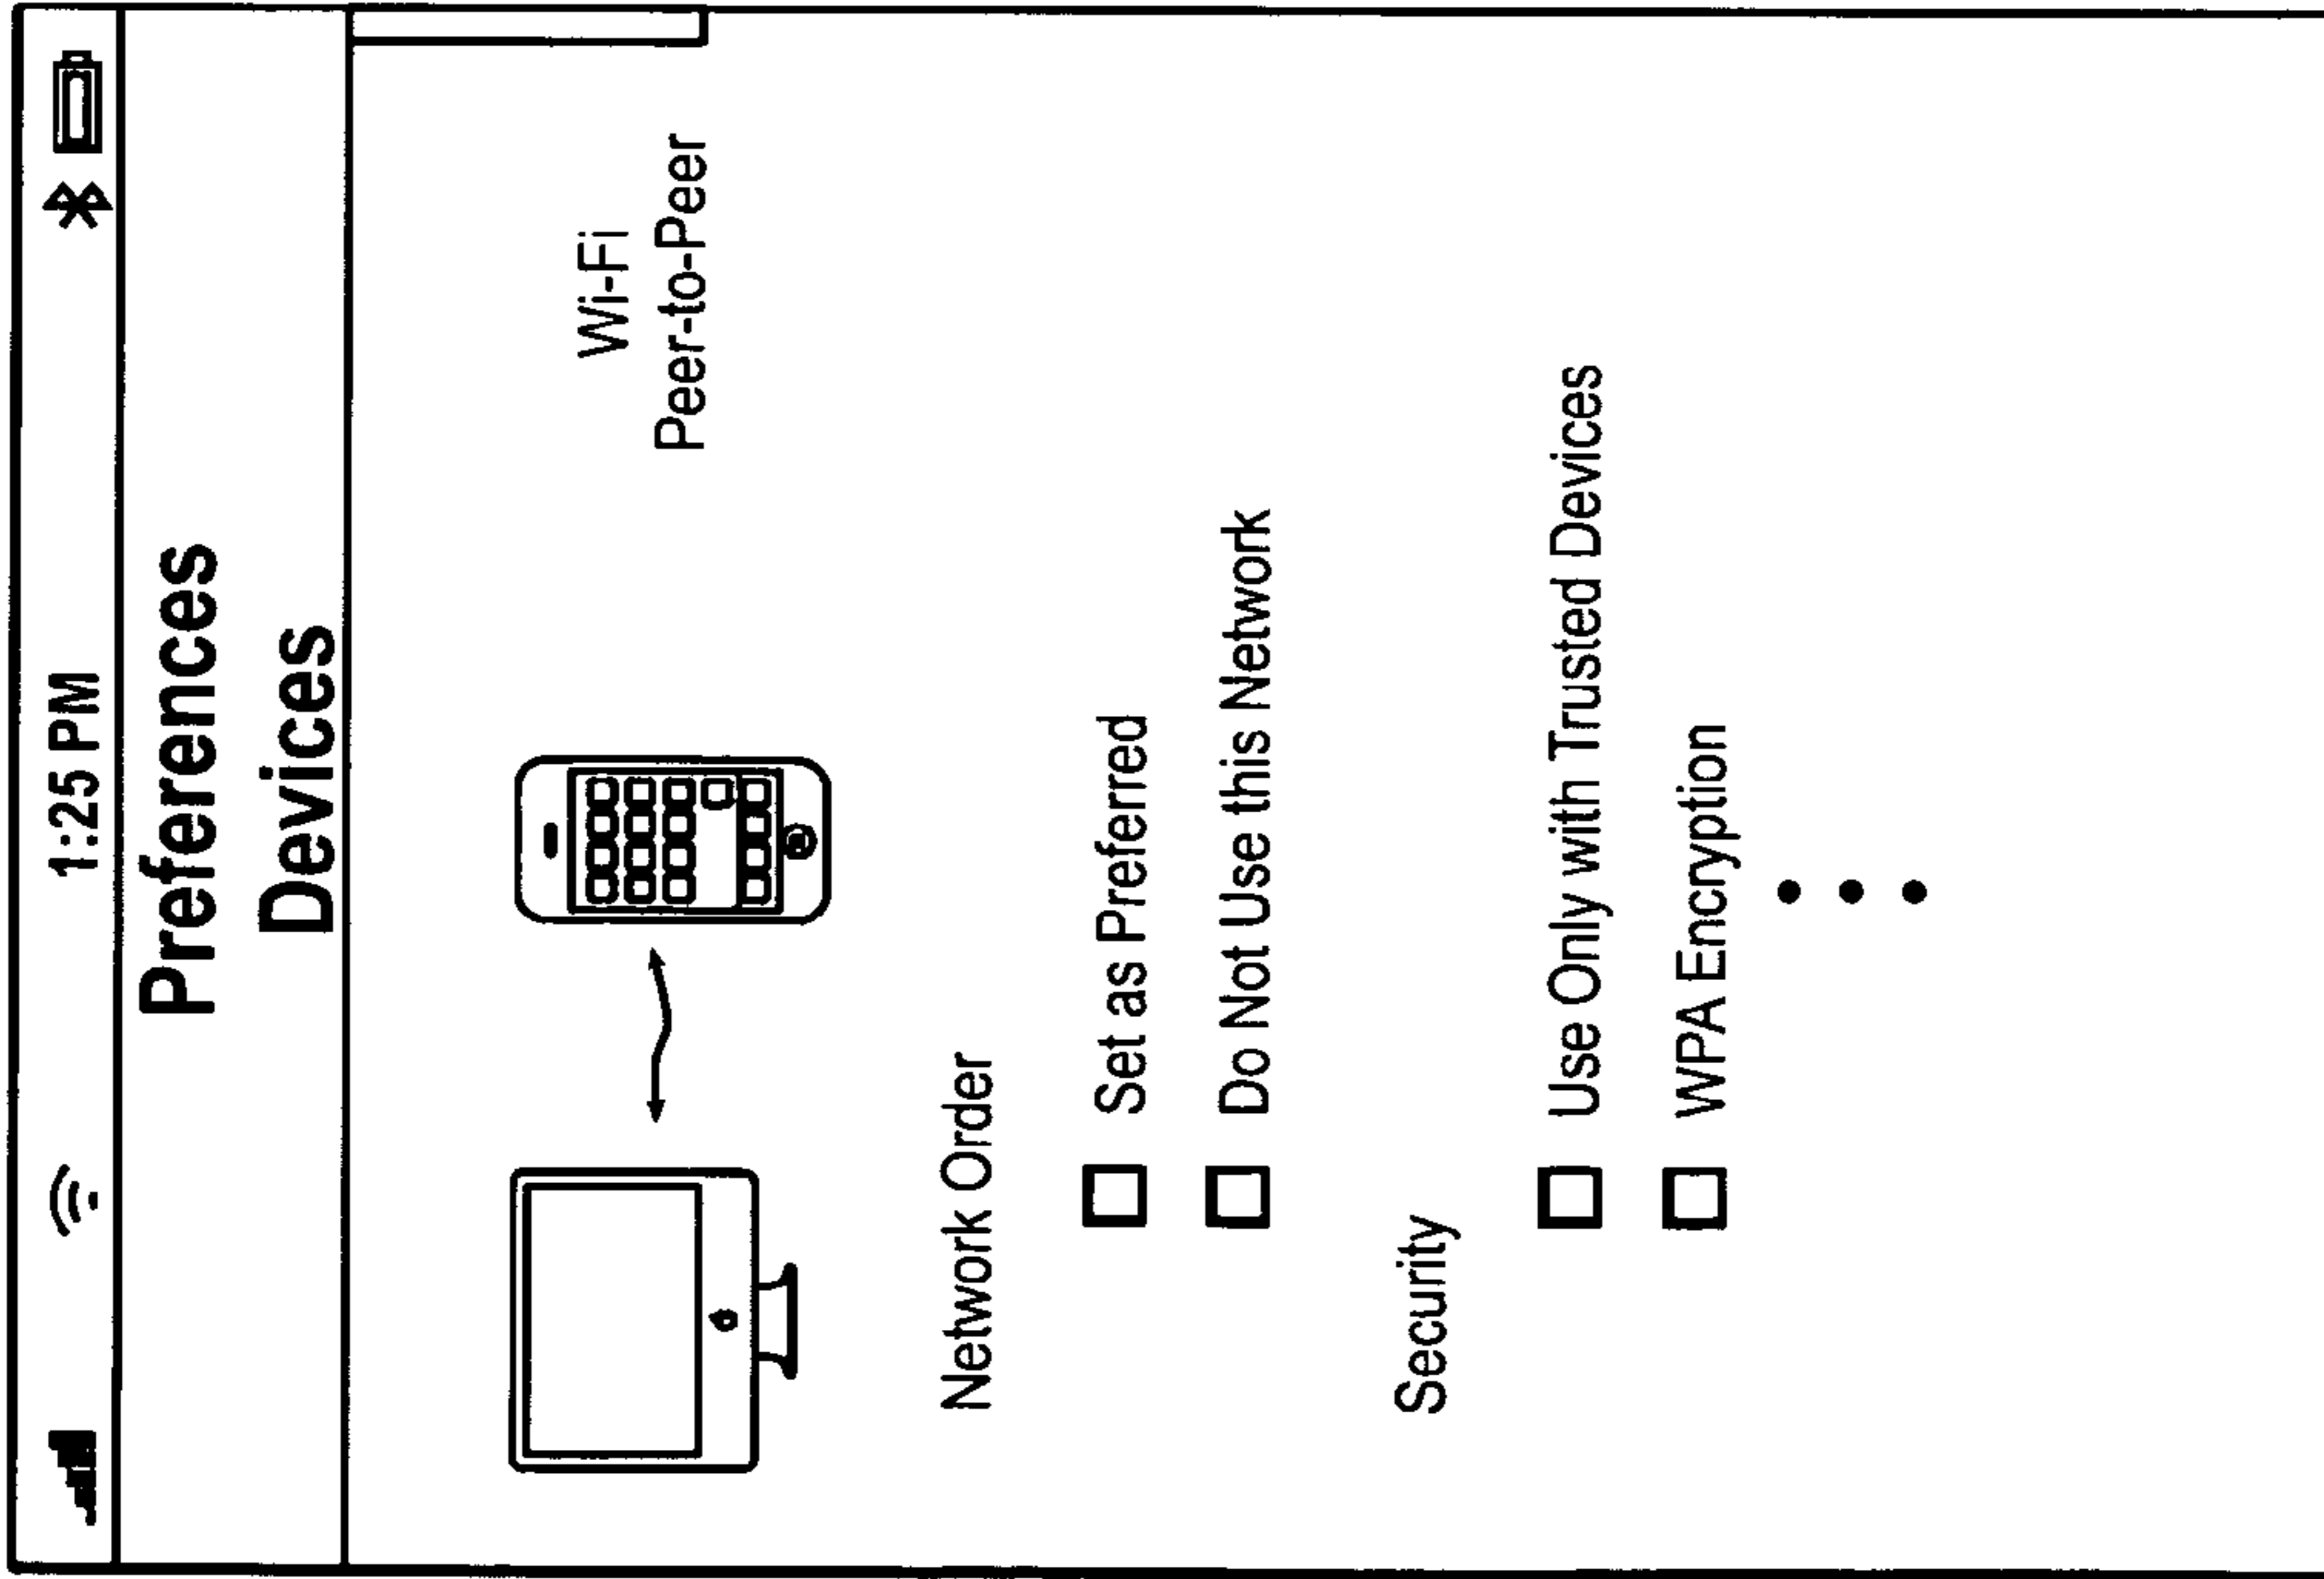 1:25 PM
Preferences
Devices
Wi-Fi
Peer-to-Peer
Network Order
Set as Preferred
Do Not Use this Network
Security
Use Only with Trusted Devices
WPA Encryption